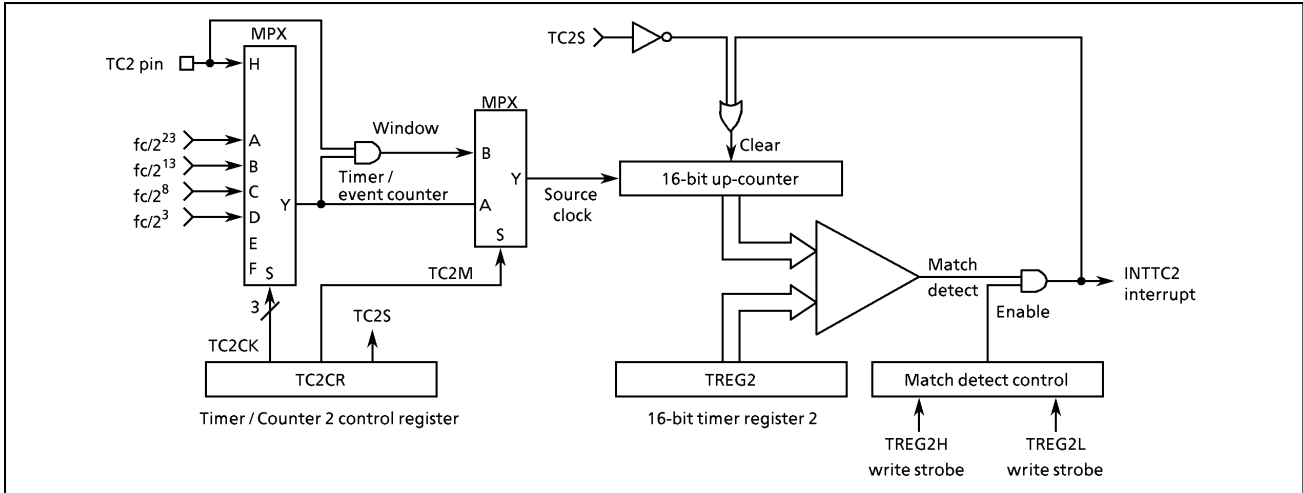 MPX
TC2 pin
H
fc/2^23
A
fc/2^13
B
fc/2^8
C
fc/2^3
D
E
F
S
Y
3
TC2CK
Window
Timer /
event counter
MPX
B
A
Y
S
TC2M
TC2S
TC2CR
Timer / Counter 2 control register
Source
clock
TC2S
Clear
16-bit up-counter
Match
detect
Enable
INTTC2
interrupt
TREG2
16-bit timer register 2
Match detect control
TREG2H
write strobe
TREG2L
write strobe